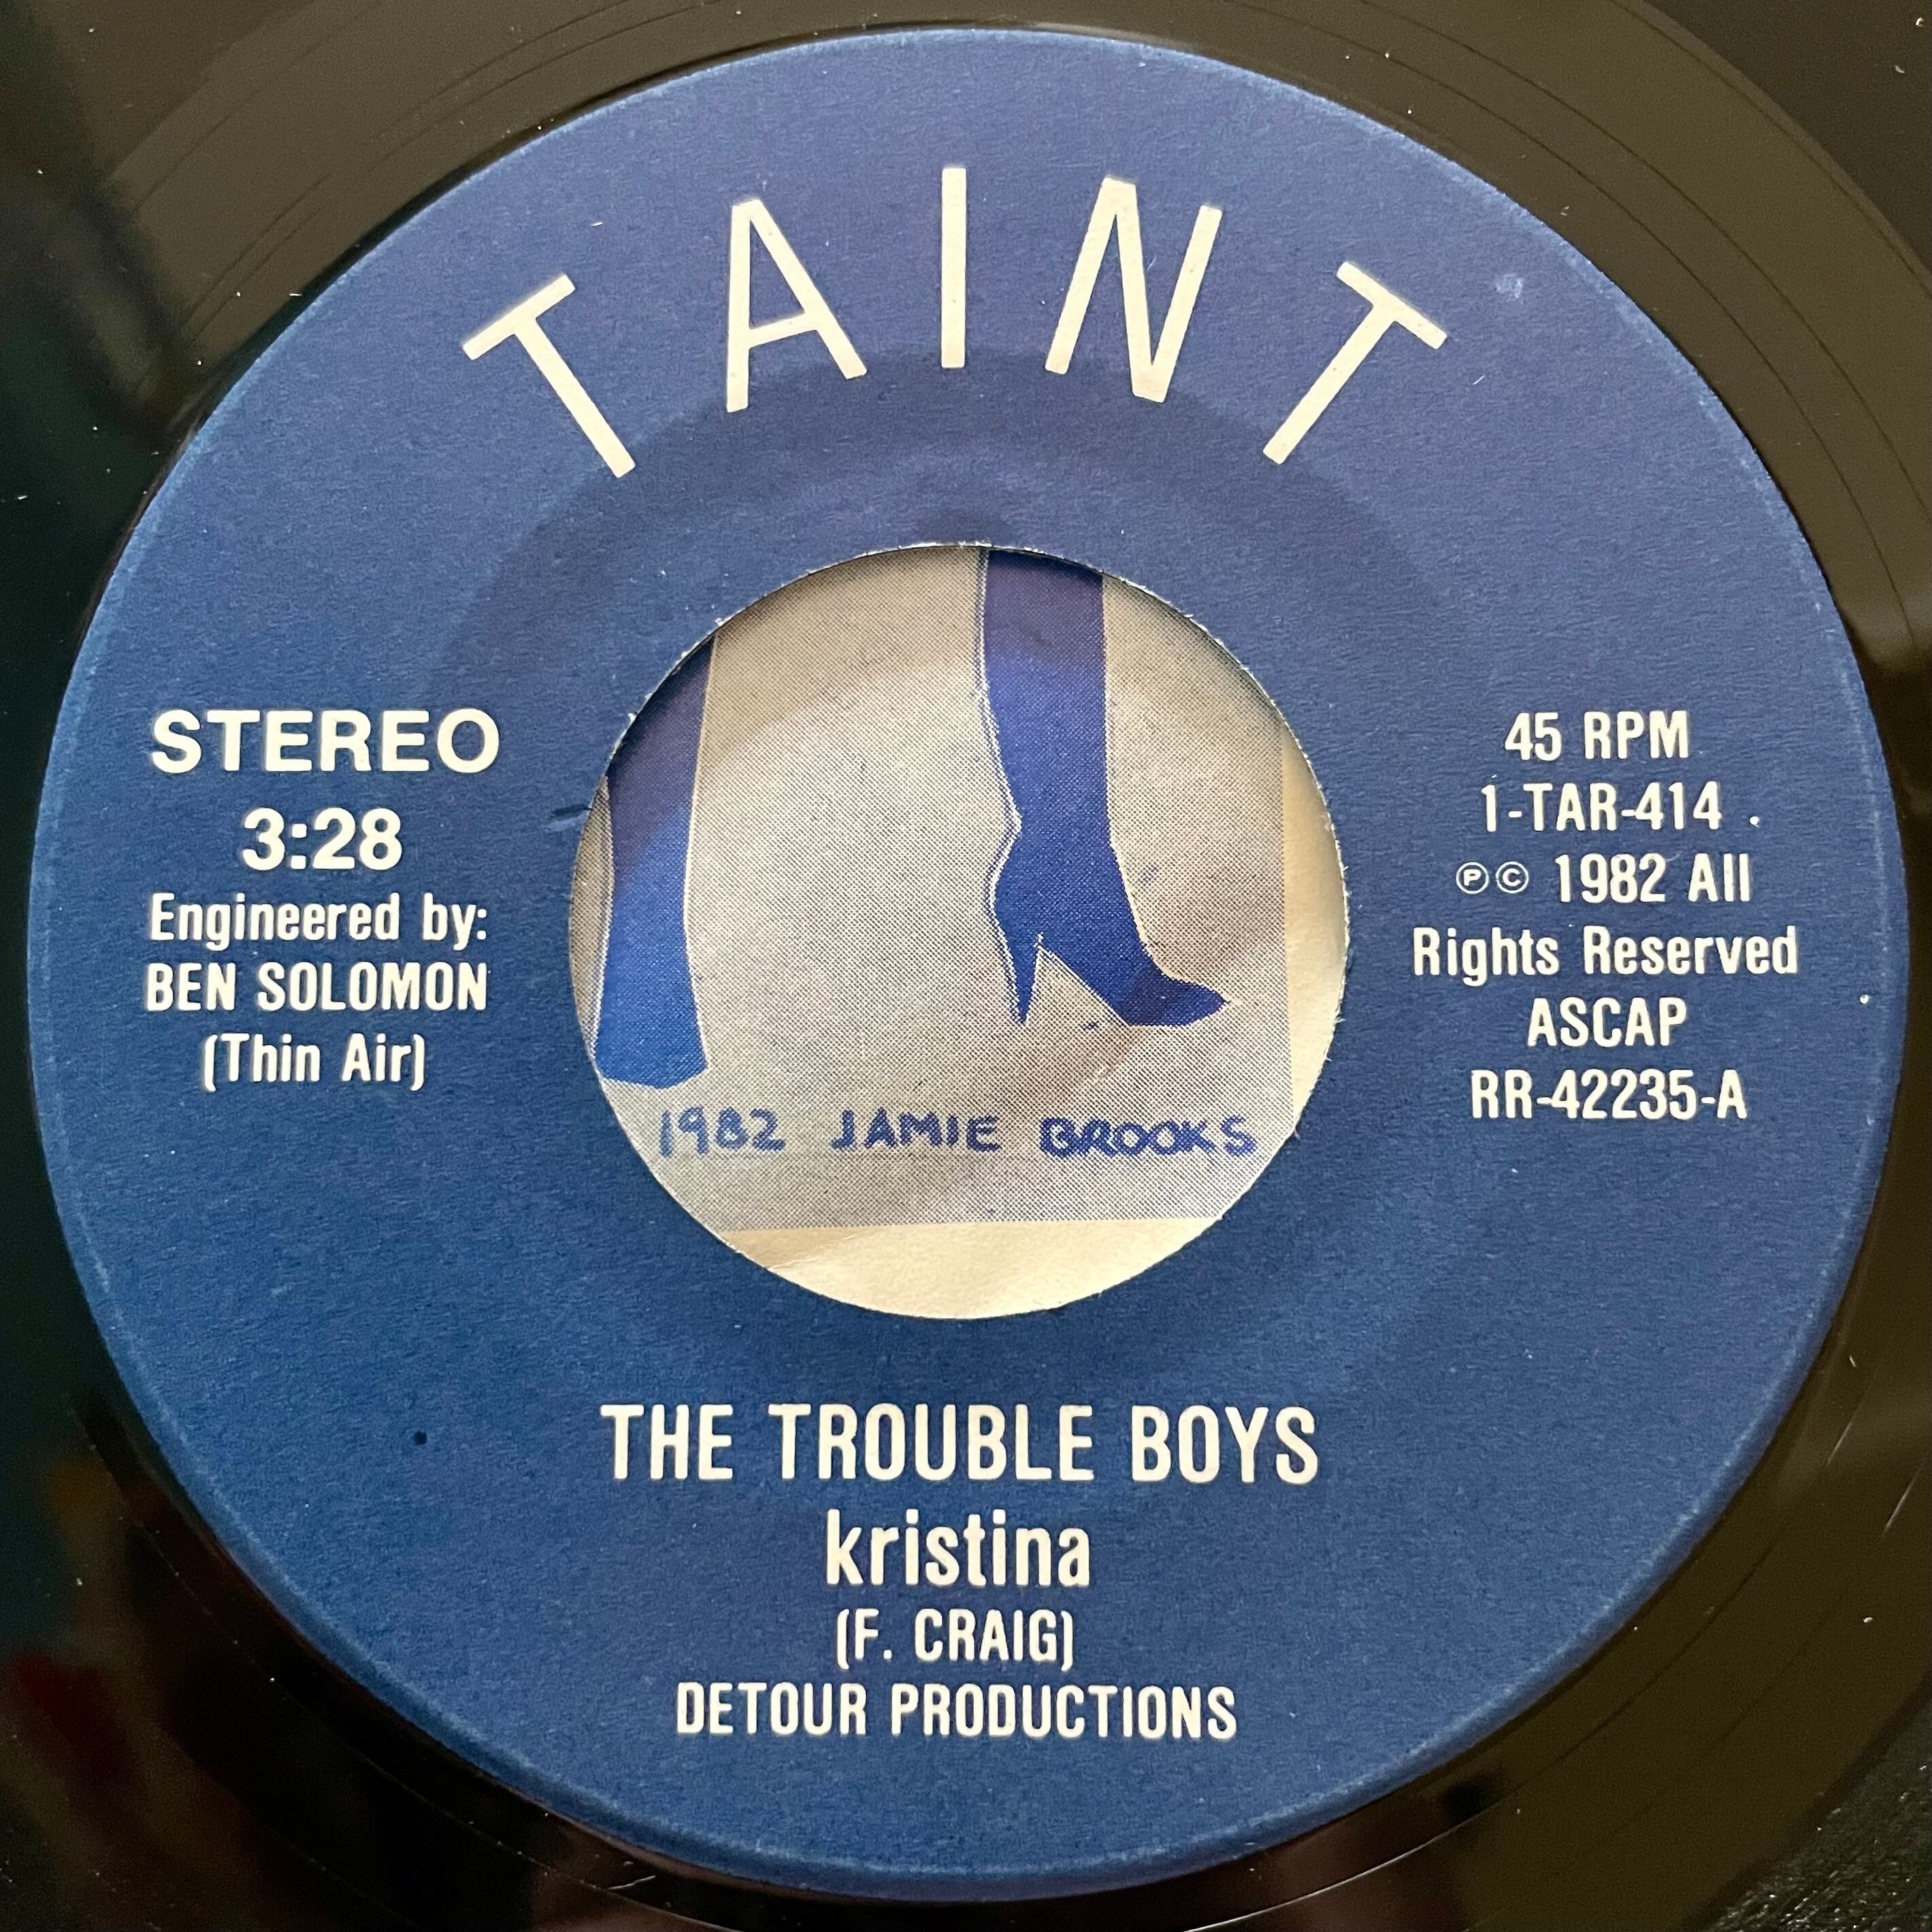 TAINT
STEREO
3:28
Engineered by:
BEN SOLOMON
(Thin Air)
45 RPM
1-TAR-414
℗© 1982 All
Rights Reserved
ASCAP
RR-42235-A
1982 JAMIE BROOKS
THE TROUBLE BOYS
kristina
(F. CRAIG)
DETOUR PRODUCTIONS